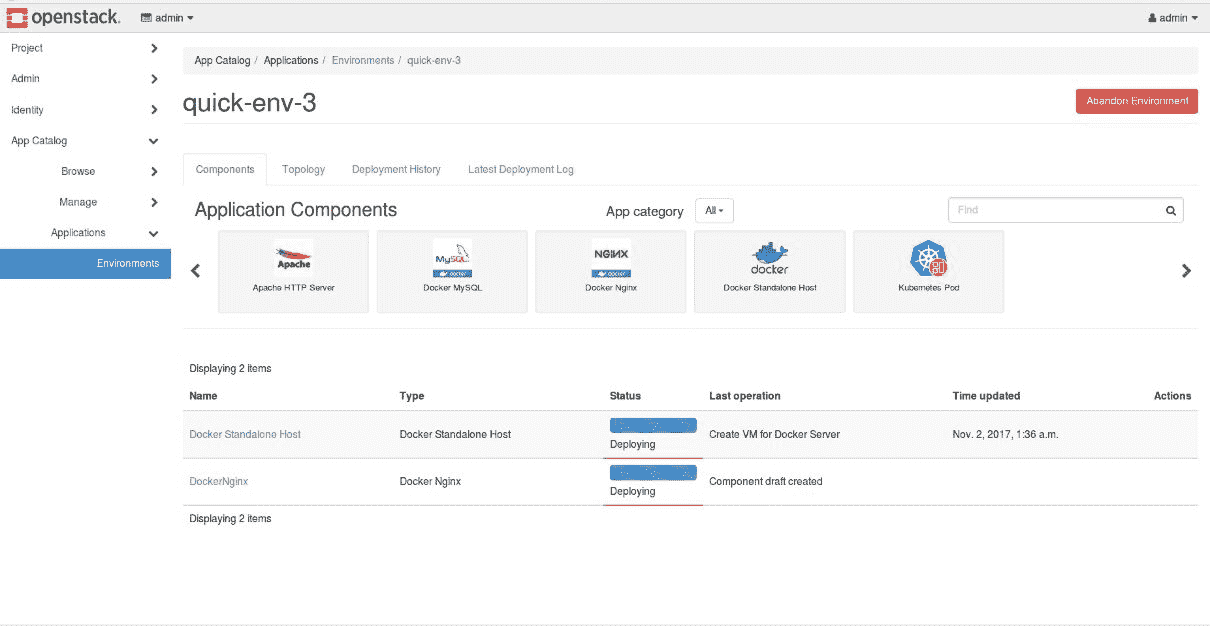 openstack. admin admin
Project
Admin
Identity
App Catalog
Browse
Manage
Applications
Environments
App Catalog / Applications / Environments / quick-env-3
quick-env-3
Abandon Environment
Components Topology Deployment History Latest Deployment Log
Application Components
App category All
Find
Apache
Apache HTTP Server
MySQL
docker
Docker MySQL
NGINX
docker
Docker Nginx
docker
Docker Standalone Host
Kubernetes Pod
Displaying 2 items
Name Type Status Last operation Time updated Actions
Docker Standalone Host Docker Standalone Host Deploying Create VM for Docker Server Nov. 2, 2017, 1:36 a.m.
DockerNginx Docker Nginx Deploying Component draft created
Displaying 2 items